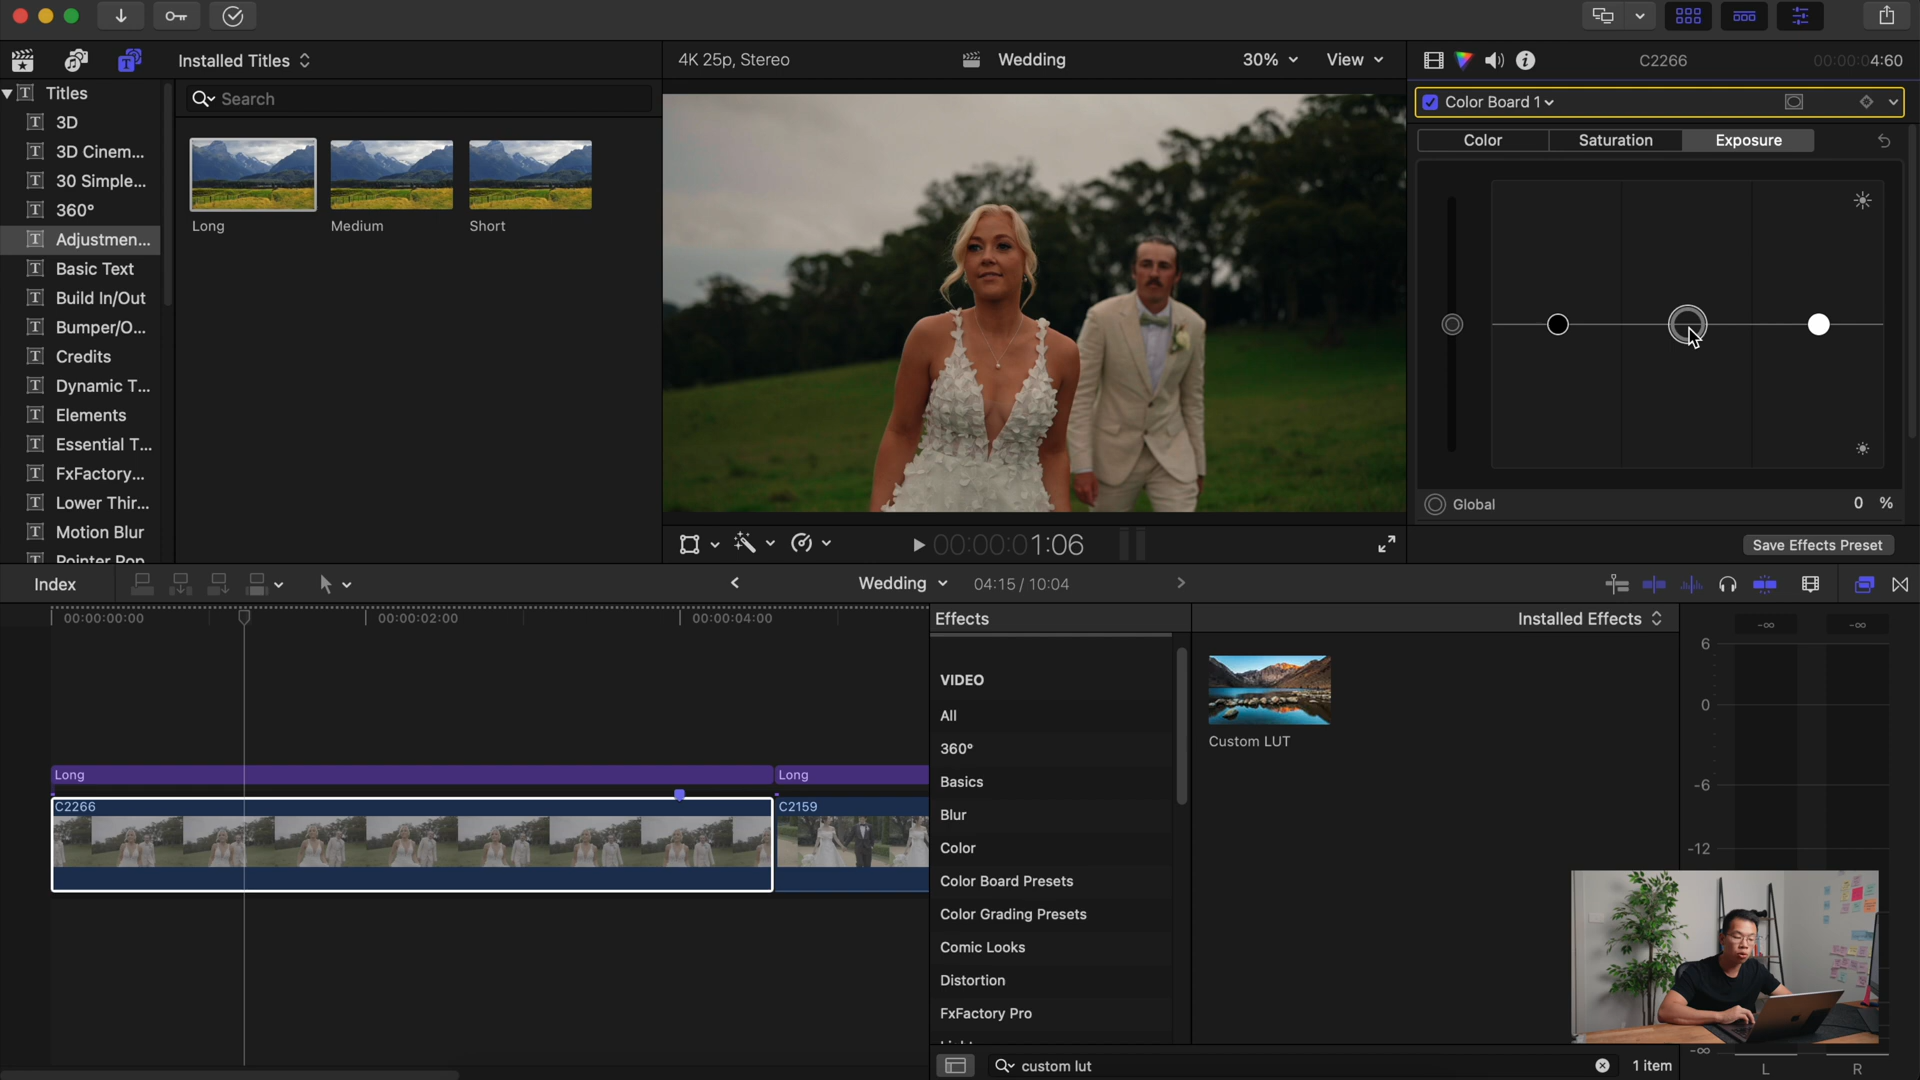 Installed Titles
4K 25p, Stereo
Wedding
30%
View
C2266
00:00:04:60
Titles
Search
Color Board 1
3D
3D Cinem...
30 Simple...
360°
Adjustmen...
Basic Text
Build In/Out
Bumper/O...
Credits
Dynamic T...
Elements
Essential T...
FxFactory...
Lower Thir...
Motion Blur
Pointer Pop
Long
Medium
Short
Color
Saturation
Exposure
Global
0 %
00:00:01:06
Save Effects Preset
Index
Wedding
04:15 / 10:04
00:00:00:00
00:00:02:00
00:00:04:00
Long
Long
C2266
C2159
Effects
Installed Effects
VIDEO
All
360°
Basics
Blur
Color
Color Board Presets
Color Grading Presets
Comic Looks
Distortion
FxFactory Pro
Custom LUT
custom lut
1 item
-∞
-∞
6
0
-6
-12
-∞
L
R